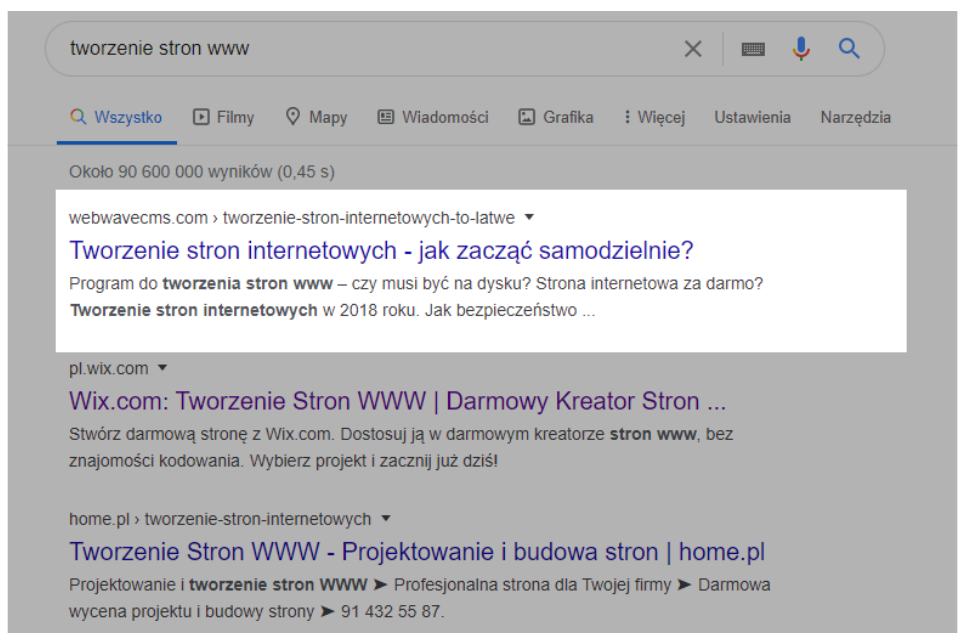 tworzenie stron www
Wszystko Filmy Mapy Wiadomości Grafika Więcej Ustawienia Narzędzia
Około 90 600 000 wyników (0,45 s)
webwavecms.com › tworzenie-stron-internetowych-to-latwe
Tworzenie stron internetowych - jak zacząć samodzielnie?
Program do tworzenia stron www – czy musi być na dysku? Strona internetowa za darmo?
Tworzenie stron internetowych w 2018 roku. Jak bezpieczeństwo ...
pl.wix.com
Wix.com: Tworzenie Stron WWW | Darmowy Kreator Stron ...
Stwórz darmową stronę z Wix.com. Dostosuj ją w darmowym kreatorze stron www, bez
znajomości kodowania. Wybierz projekt i zacznij już dziś!
home.pl › tworzenie-stron-internetowych
Tworzenie Stron WWW - Projektowanie i budowa stron | home.pl
Projektowanie i tworzenie stron WWW ➤ Profesjonalna strona dla Twojej firmy ➤ Darmowa
wycena projektu i budowy strony ➤ 91 432 55 87.